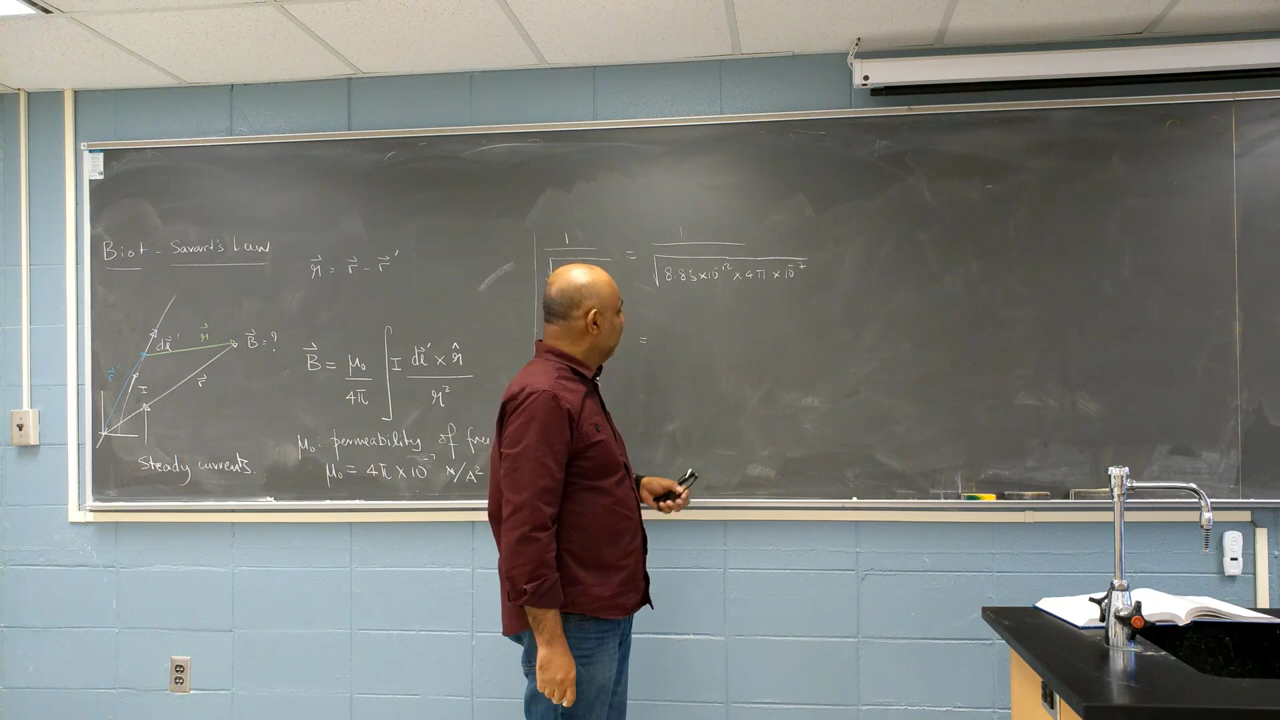 Biot - Savart's Law
𝓇⃗ = r⃗ - r⃗ ′
dl⃗ ′
𝓇⃗
B⃗ = ?
r⃗ ′
I
r⃗
Steady currents.
B⃗ = μ₀/4π ∫ I dl⃗ ′ × 𝓇̂ / 𝓇²
μ₀: permeability of
μ₀ = 4π × 10⁻⁷ N/A²
1/√ = 1/√(8.85 × 10⁻¹² × 4π × 10⁻⁷)
=